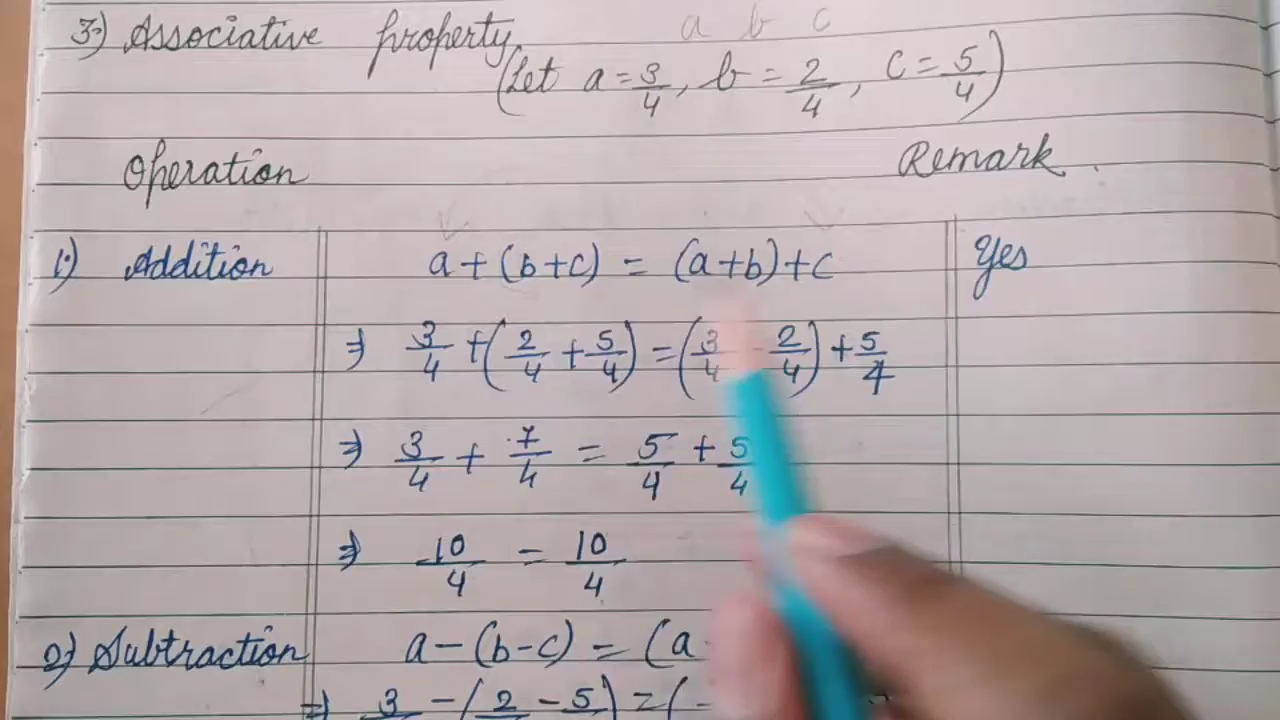 3.) Associative property a b c
(Let a = 3/4, b = 2/4, c = 5/4)
Operation Remark.
1.) Addition a + (b+c) = (a+b) + c Yes
⇒ 3/4 + (2/4 + 5/4) = (3/4 2/4) + 5/4
⇒ 3/4 + 7/4 = 5/4 + 5/4
⇒ 10/4 = 10/4
2.) Subtraction a - (b-c) = (a
⇒ 3 - (2 - 5) = (